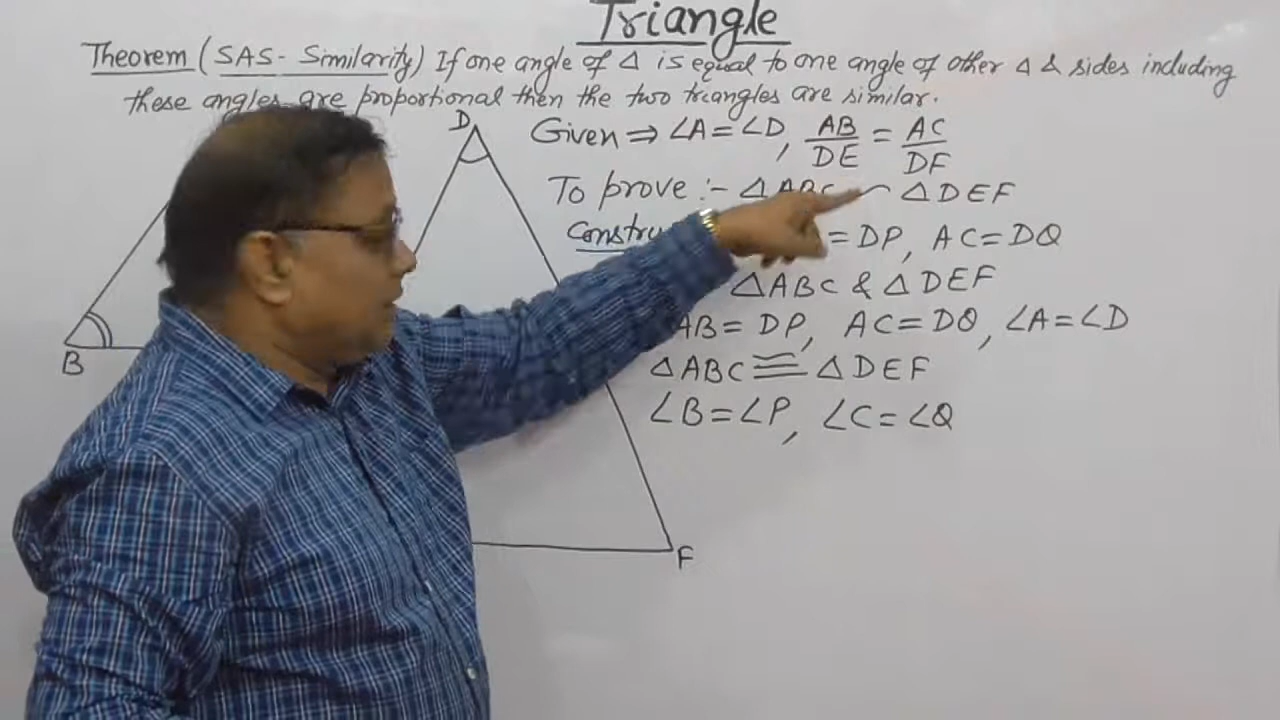 Triangle
Theorem (SAS- Similarity) If one angle of Δ is equal to one angle of other Δ & sides including
these angles are proportional then the two triangles are similar.
D
Given ⇒ ∠A=∠D, AB/DE = AC/DF
To prove :- ΔABC ~ ΔDEF
=DP, AC=DQ
ΔABC & ΔDEF
AB= DP, AC=DQ, ∠A=∠D
B
ΔABC ≅ ΔDEF
∠B=∠P, ∠C=∠Q
F